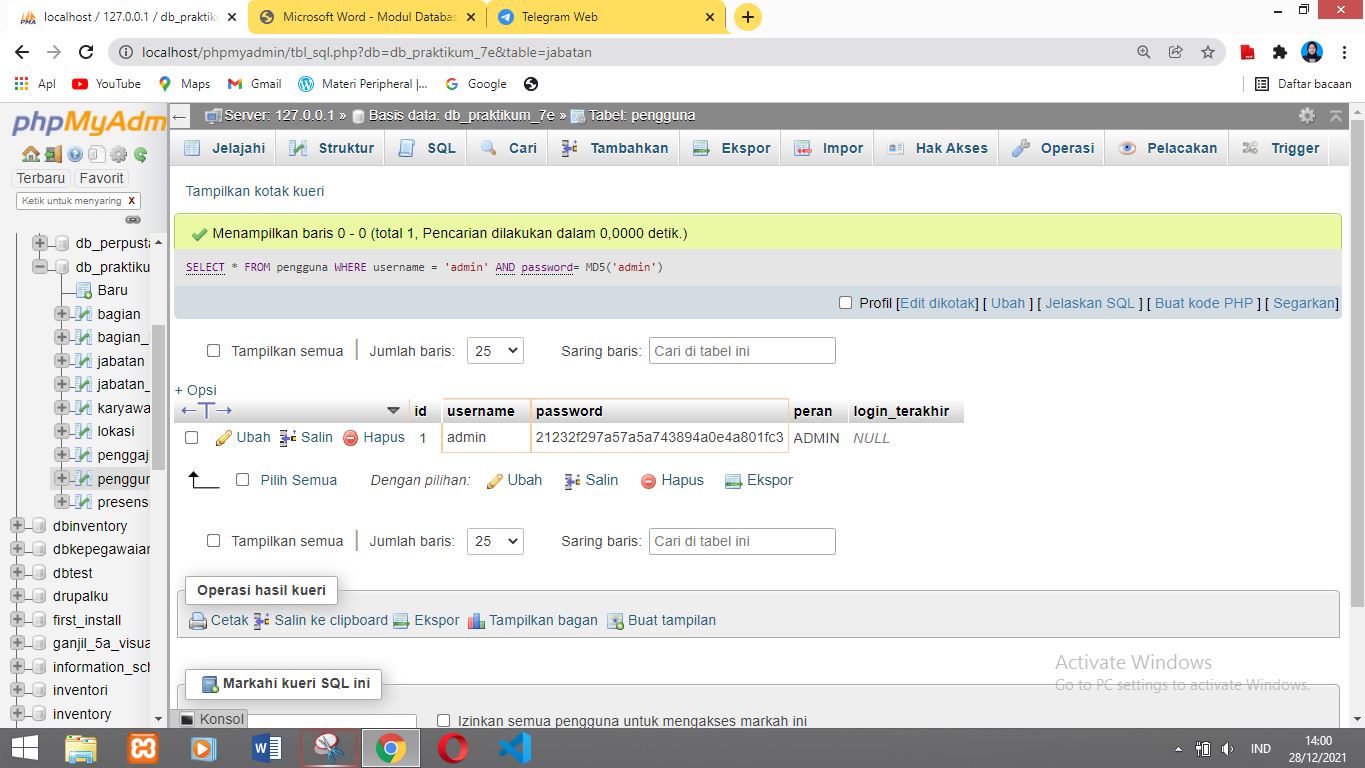 localhost / 127.0.0.1 / db_praktik
Microsoft Word - Modul Databas
Telegram Web
localhost/phpmyadmin/tbl_sql.php?db=db_praktikum_7e&table=jabatan
Apl YouTube Maps Gmail Materi Peripheral |... Google Daftar bacaan
phpMyAdm
Terbaru Favorit
Ketik untuk menyaring X
db_perpusta
db_praktiku
Baru
bagian
bagian_
jabatan
jabatan_
karyawa
lokasi
penggaj
penggun
presensi
dbinventory
dbkepegawaian
dbtest
drupalku
first_install
ganjil_5a_visua
information_sch
inventori
inventory
Server: 127.0.0.1 » Basis data: db_praktikum_7e » Tabel: pengguna
Jelajahi Struktur SQL Cari Tambahkan Ekspor Impor Hak Akses Operasi Pelacakan Trigger
Tampilkan kotak kueri
Menampilkan baris 0 - 0 (total 1, Pencarian dilakukan dalam 0,0000 detik.)
SELECT * FROM pengguna WHERE username = 'admin' AND password= MD5('admin')
Profil [Edit dikotak] [ Ubah ] [ Jelaskan SQL ] [ Buat kode PHP ] [ Segarkan]
Tampilkan semua | Jumlah baris: 25 Saring baris: Cari di tabel ini
+ Opsi
←T→ id username password peran login_terakhir
Ubah Salin Hapus 1 admin 21232f297a57a5a743894a0e4a801fc3 ADMIN NULL
Pilih Semua Dengan pilihan: Ubah Salin Hapus Ekspor
Tampilkan semua | Jumlah baris: 25 Saring baris: Cari di tabel ini
Operasi hasil kueri
Cetak Salin ke clipboard Ekspor Tampilkan bagan Buat tampilan
Markahi kueri SQL ini
Activate Windows
Go to PC settings to activate Windows.
Konsol
Izinkan semua pengguna untuk mengakses markah ini
IND
14:00
28/12/2021